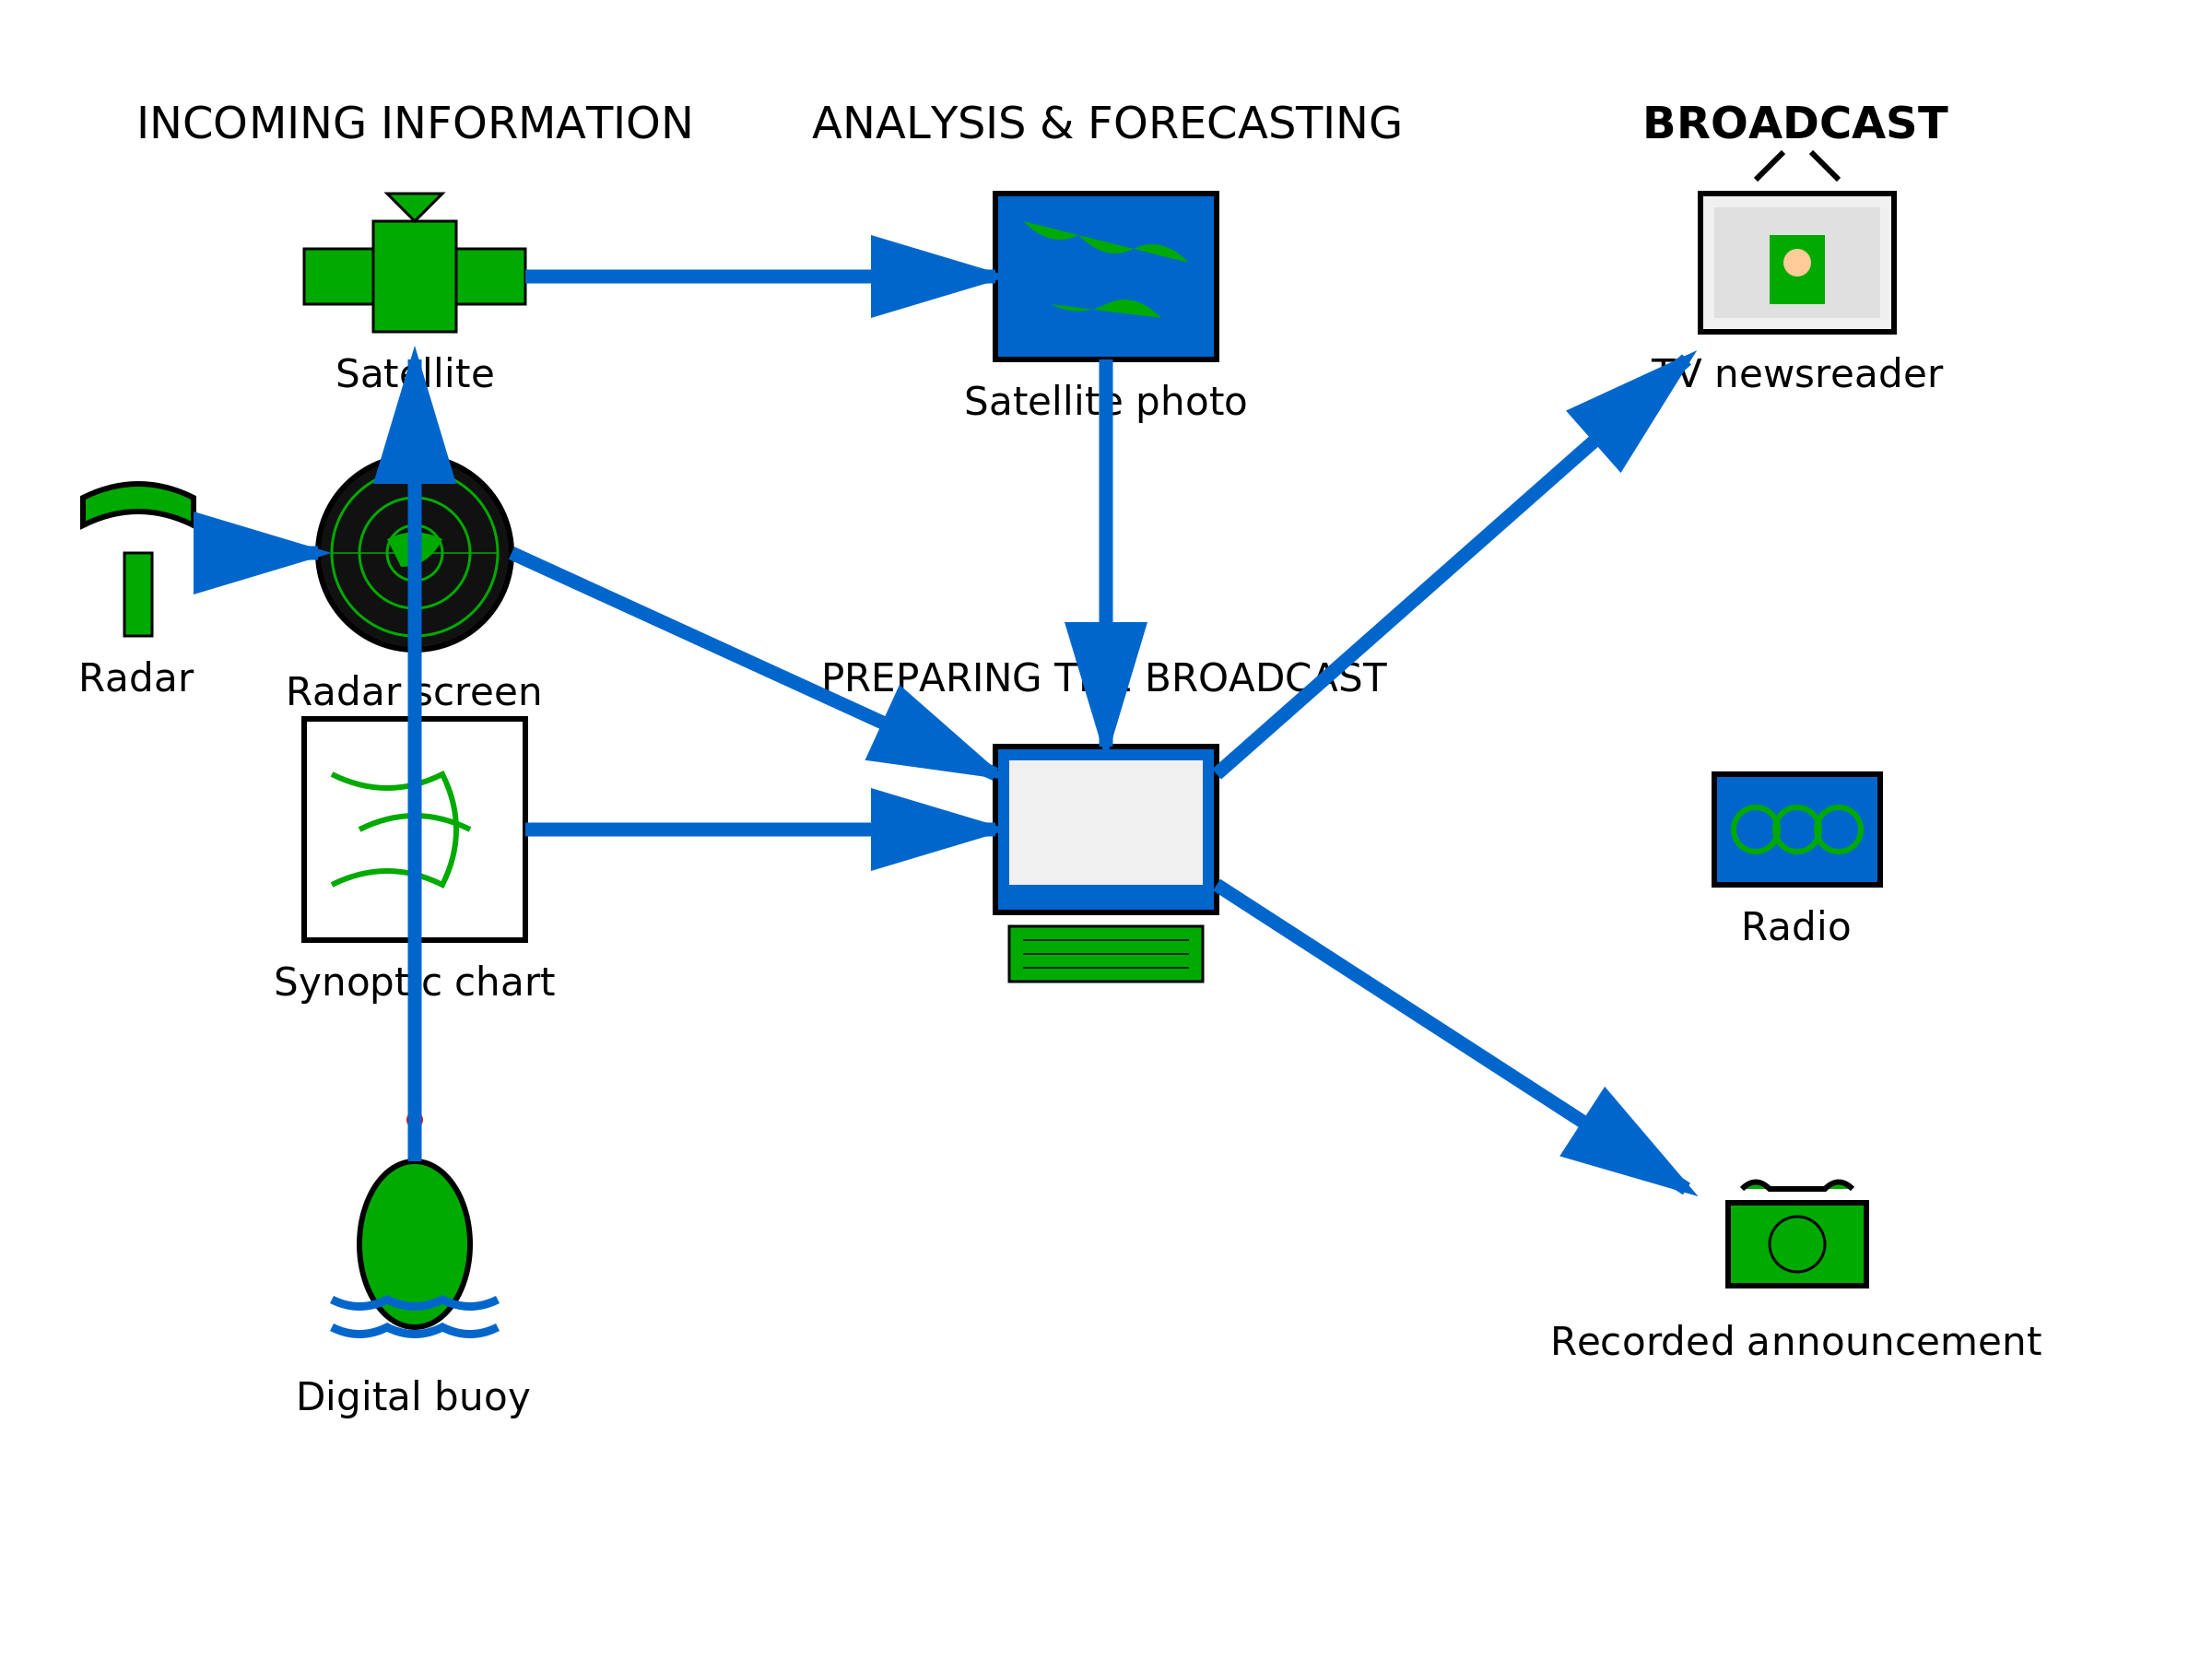 INCOMING INFORMATION
ANALYSIS & FORECASTING
BROADCAST
Satellite
Satellite photo
TV newsreader
Radar
Radar screen
PREPARING THE BROADCAST
Synoptic chart
Radio
Digital buoy
Recorded announcement